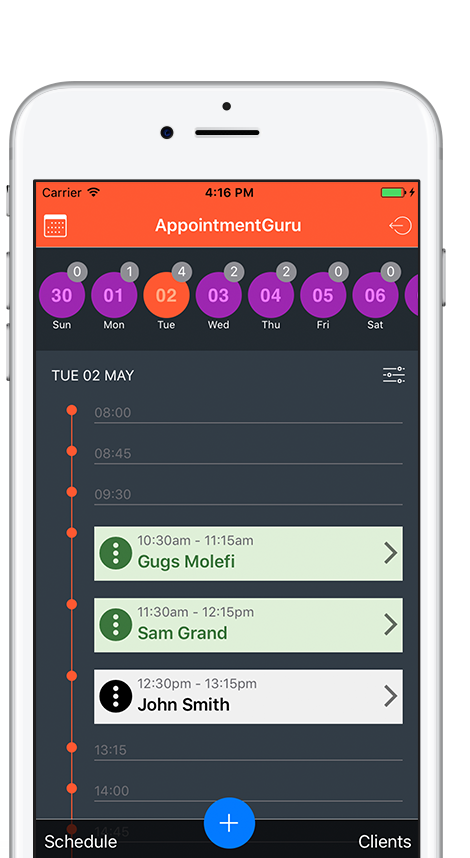 Carrier 4:16 PM
AppointmentGuru
0 1 4 2 2 0 0
30 01 02 03 04 05 06
Sun Mon Tue Wed Thu Fri Sat
TUE 02 MAY
08:00
08:45
09:30
10:30am - 11:15am
Gugs Molefi
11:30am - 12:15pm
Sam Grand
12:30pm - 13:15pm
John Smith
13:15
14:00
14:45
+
Schedule Clients